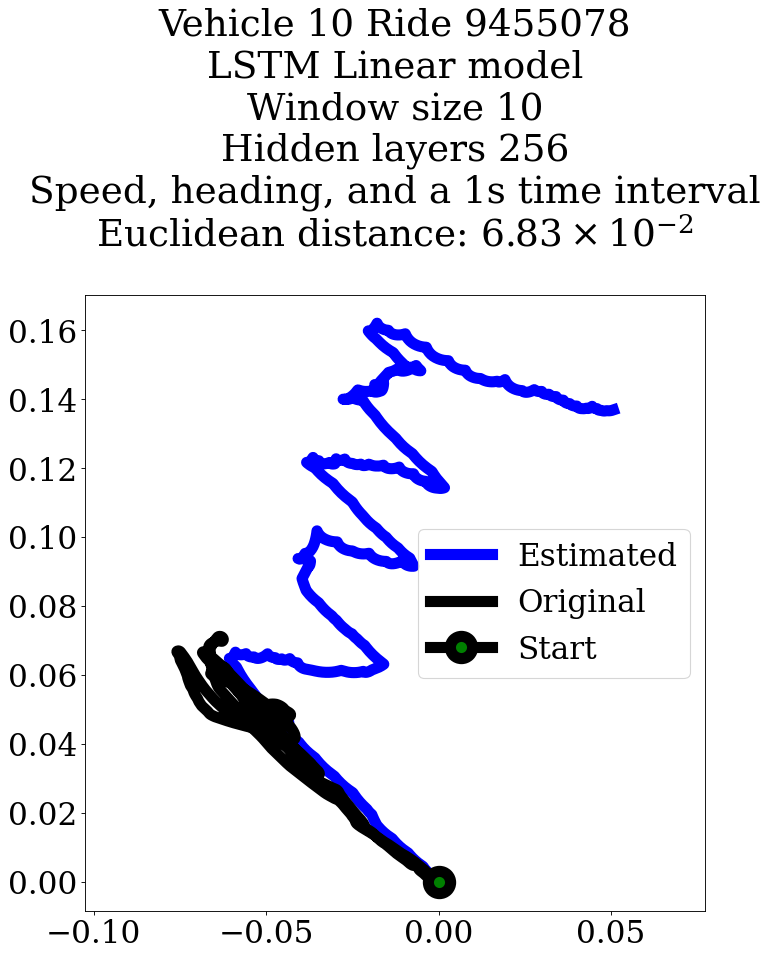 Vehicle 10 Ride 9455078
LSTM Linear model
Window size 10
Hidden layers 256
Speed, heading, and a 1s time interval
Euclidean distance: 6.83 × 10⁻²
0.16
0.14
0.12
0.10
0.08
0.06
0.04
0.02
0.00
Estimated
Original
Start
−0.10 −0.05 0.00 0.05